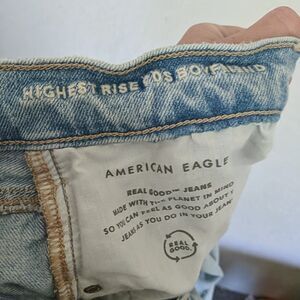 HIGHEST RISE 90S BOYFRIEND
AMERICAN EAGLE
REAL GOOD™ JEANS
MADE WITH THE PLANET IN MIND
SO YOU CAN FEEL AS GOOD ABOUT YOUR
JEANS AS YOU DO IN YOUR JEANS
REAL
GOOD.